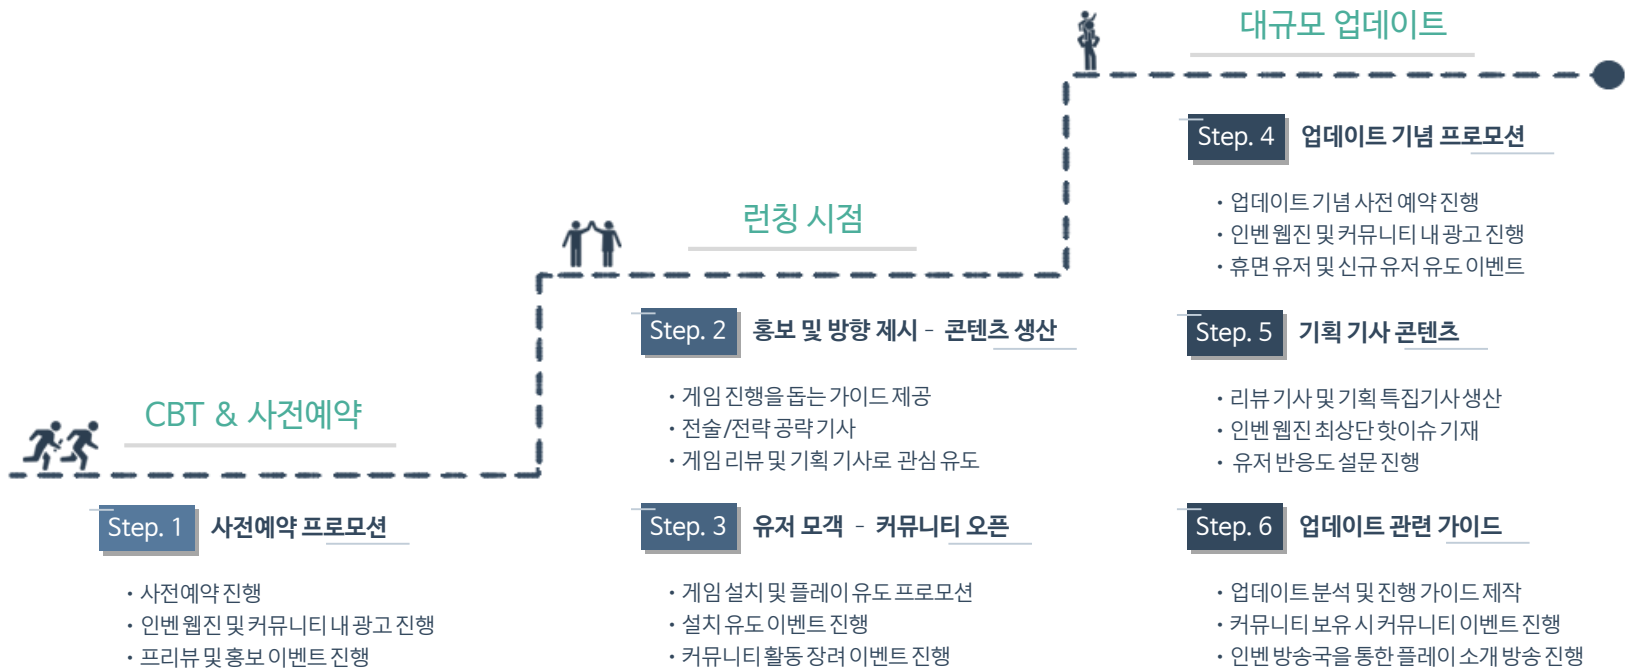 CBT & 사전예약
Step. 1 사전예약 프로모션
· 사전예약 진행
· 인벤 웹진 및 커뮤니티 내 광고 진행
· 프리뷰 및 홍보 이벤트 진행
런칭 시점
Step. 2 홍보 및 방향 제시 - 콘텐츠 생산
· 게임 진행을 돕는 가이드 제공
· 전술/전략 공략 기사
· 게임 리뷰 및 기획 기사로 관심 유도
Step. 3 유저 모객 - 커뮤니티 오픈
· 게임 설치 및 플레이 유도 프로모션
· 설치 유도 이벤트 진행
· 커뮤니티 활동 장려 이벤트 진행
대규모 업데이트
Step. 4 업데이트 기념 프로모션
· 업데이트 기념 사전 예약 진행
· 인벤 웹진 및 커뮤니티 내 광고 진행
· 휴면 유저 및 신규 유저 유도 이벤트
Step. 5 기획 기사 콘텐츠
· 리뷰 기사 및 기획 특집기사 생산
· 인벤 웹진 최상단 핫이슈 기재
· 유저 반응도 설문 진행
Step. 6 업데이트 관련 가이드
· 업데이트 분석 및 진행 가이드 제작
· 커뮤니티 보유 시 커뮤니티 이벤트 진행
· 인벤 방송국을 통한 플레이 소개 방송 진행